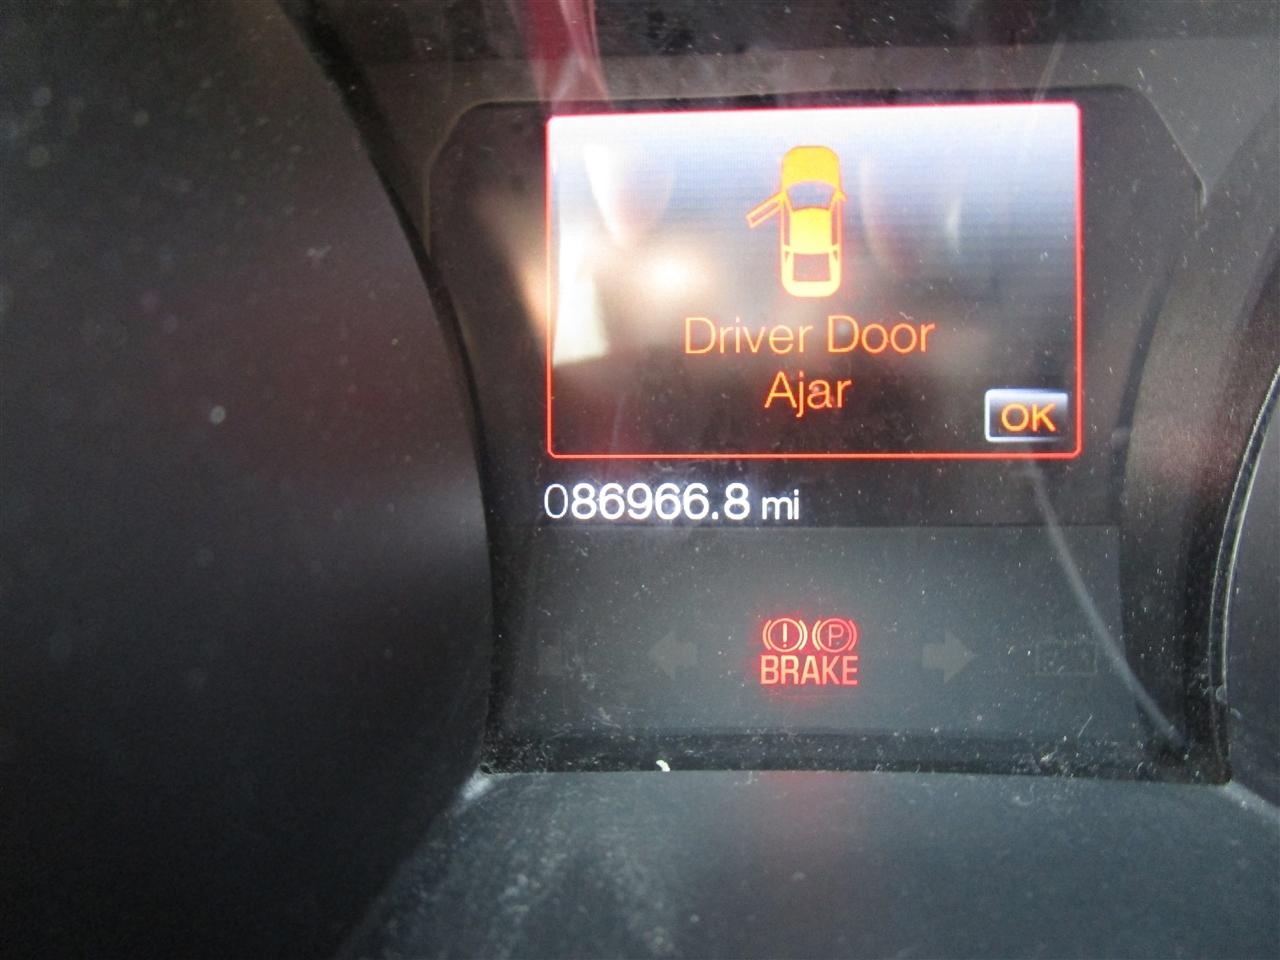 Driver Door
Ajar
OK
086966.8 mi
(!) (P)
BRAKE